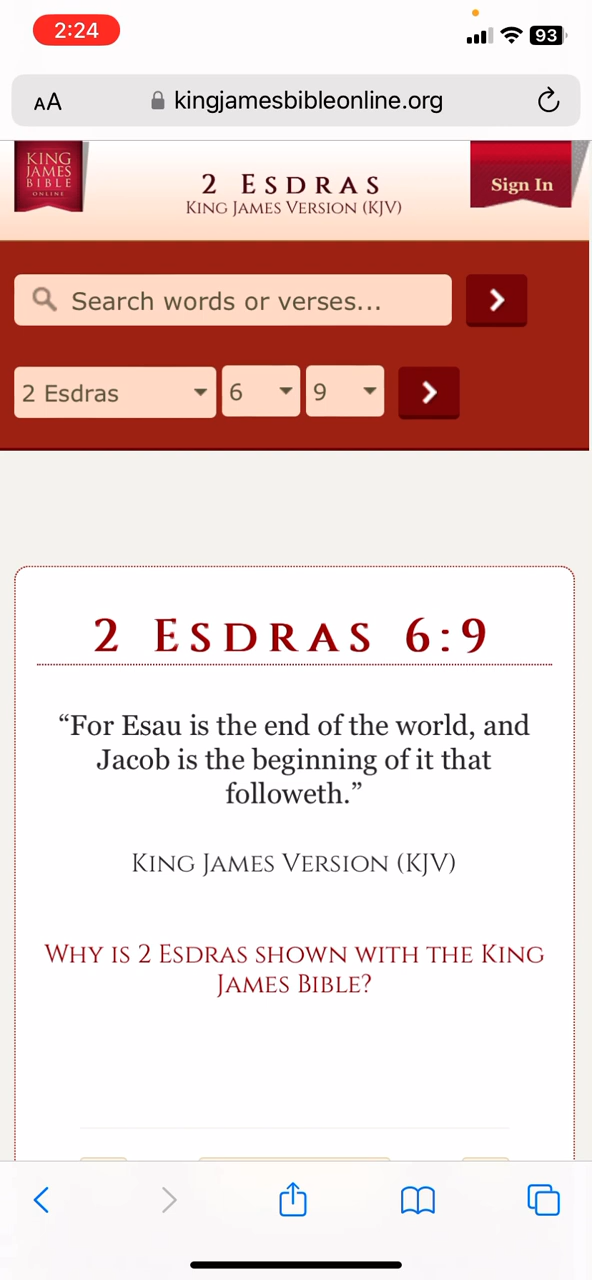 2:24
93
AA kingjamesbibleonline.org
KING
JAMES
BIBLE
ONLINE
2 ESDRAS
KING JAMES VERSION (KJV)
Sign In
Search words or verses...
2 Esdras 6 9
2 ESDRAS 6:9
“For Esau is the end of the world, and
Jacob is the beginning of it that
followeth.”
KING JAMES VERSION (KJV)
WHY IS 2 ESDRAS SHOWN WITH THE KING
JAMES BIBLE?